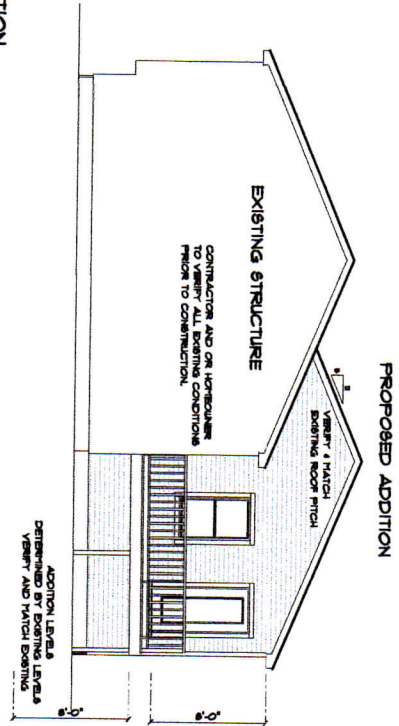 PROPOSED ADDITION
EXISTING STRUCTURE
CONTRACTOR AND OR HOMEOWNER
TO VERIFY ALL EXISTING CONDITIONS
PRIOR TO CONSTRUCTION.
VERIFY & MATCH
EXISTING ROOF PITCH
ADDITION LEVELS
DETERMINED BY EXISTING LEVELS
VERIFY AND MATCH EXISTING
8'-0"
8'-0"
TION